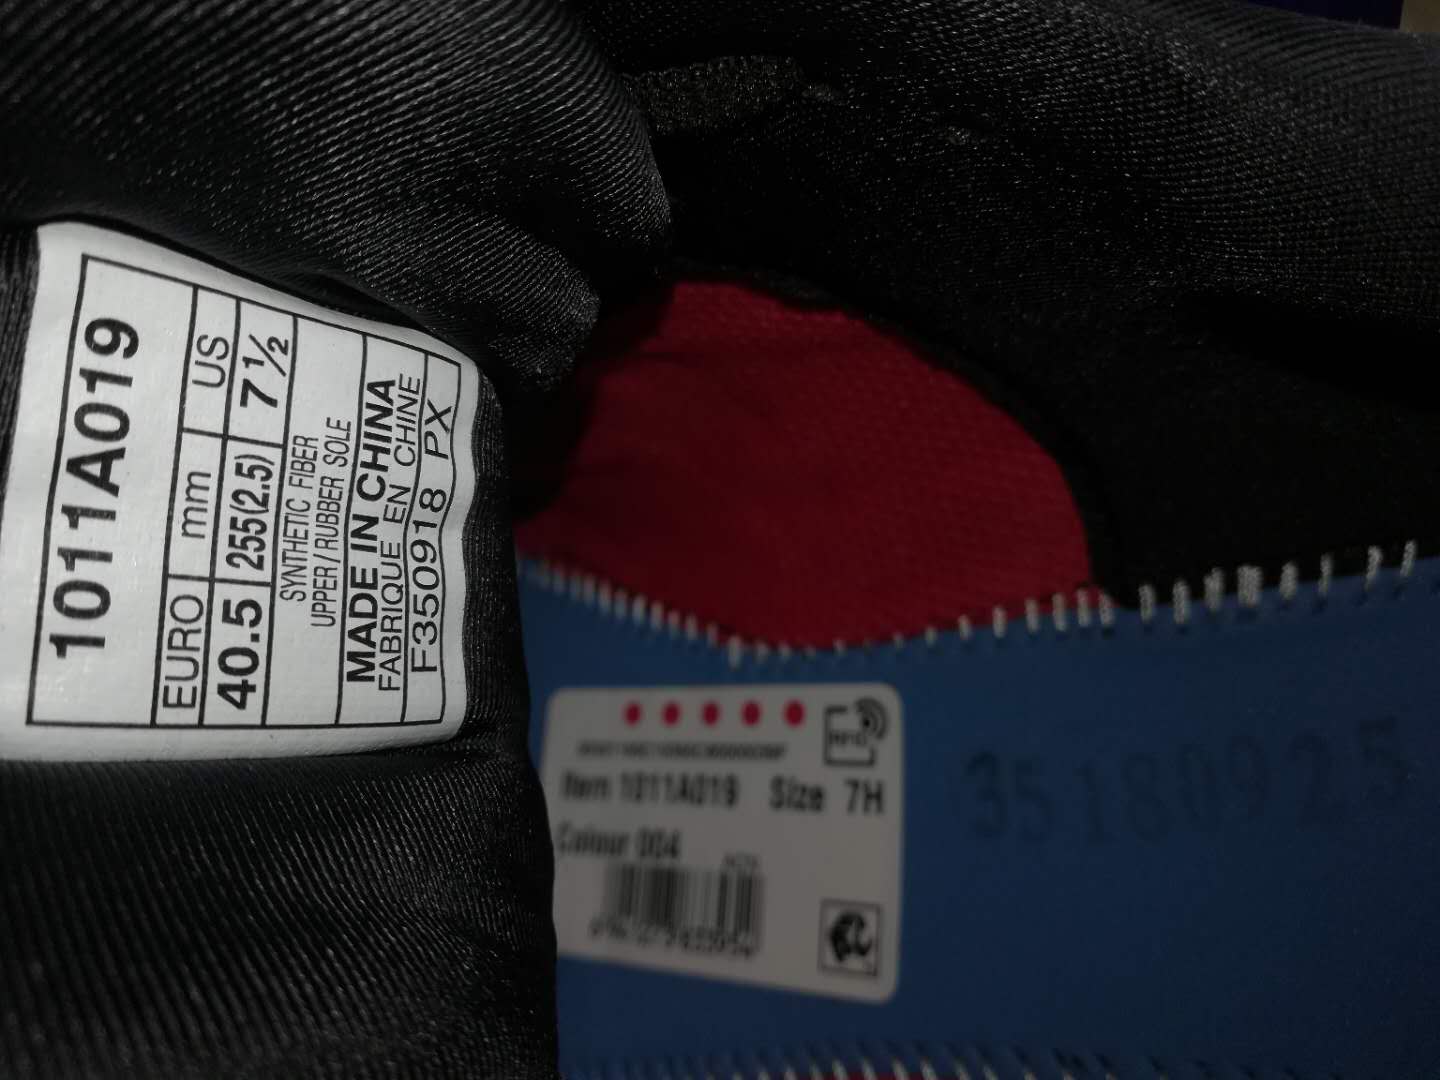 1011A019
EURO mm US
40.5 255(2.5) 7½
SYNTHETIC FIBER
UPPER/RUBBER SOLE
MADE IN CHINA
FABRIQUE EN CHINE
F350918 PX
Item 1011A019 Size 7H
Colour 004
35180925